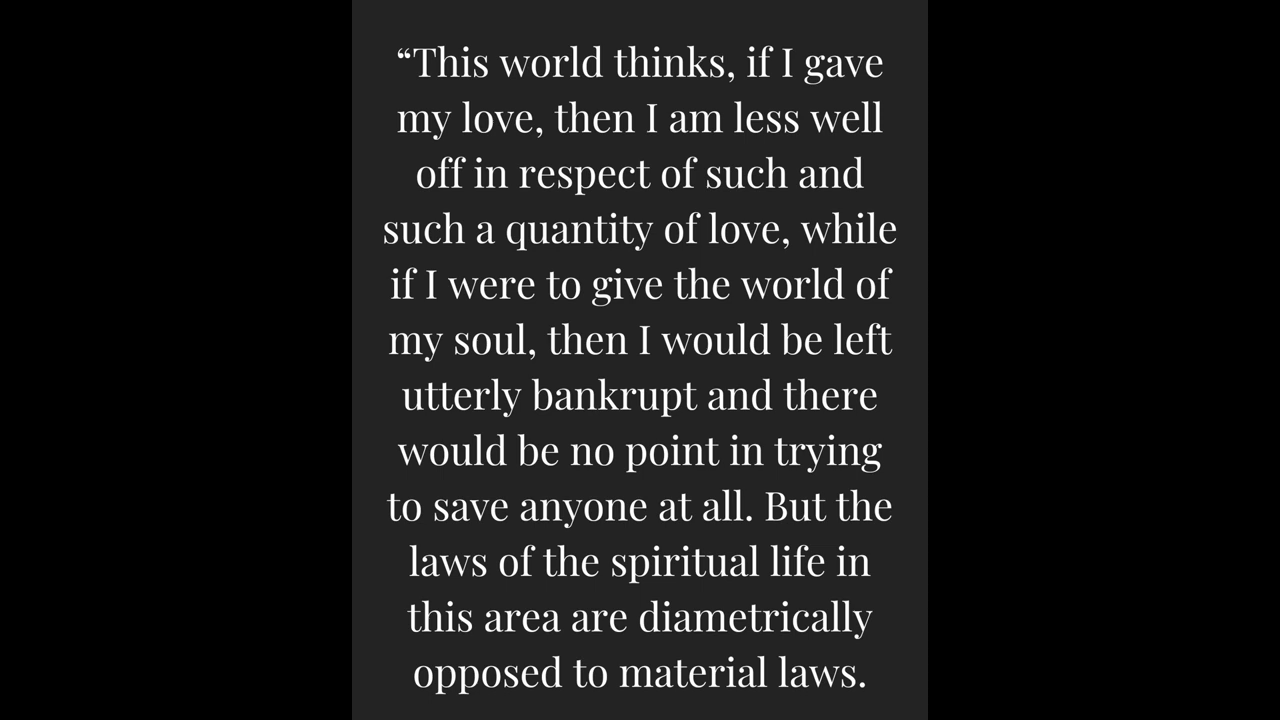 “This world thinks, if I gave
my love, then I am less well
off in respect of such and
such a quantity of love, while
if I were to give the world of
my soul, then I would be left
utterly bankrupt and there
would be no point in trying
to save anyone at all. But the
laws of the spiritual life in
this area are diametrically
opposed to material laws.